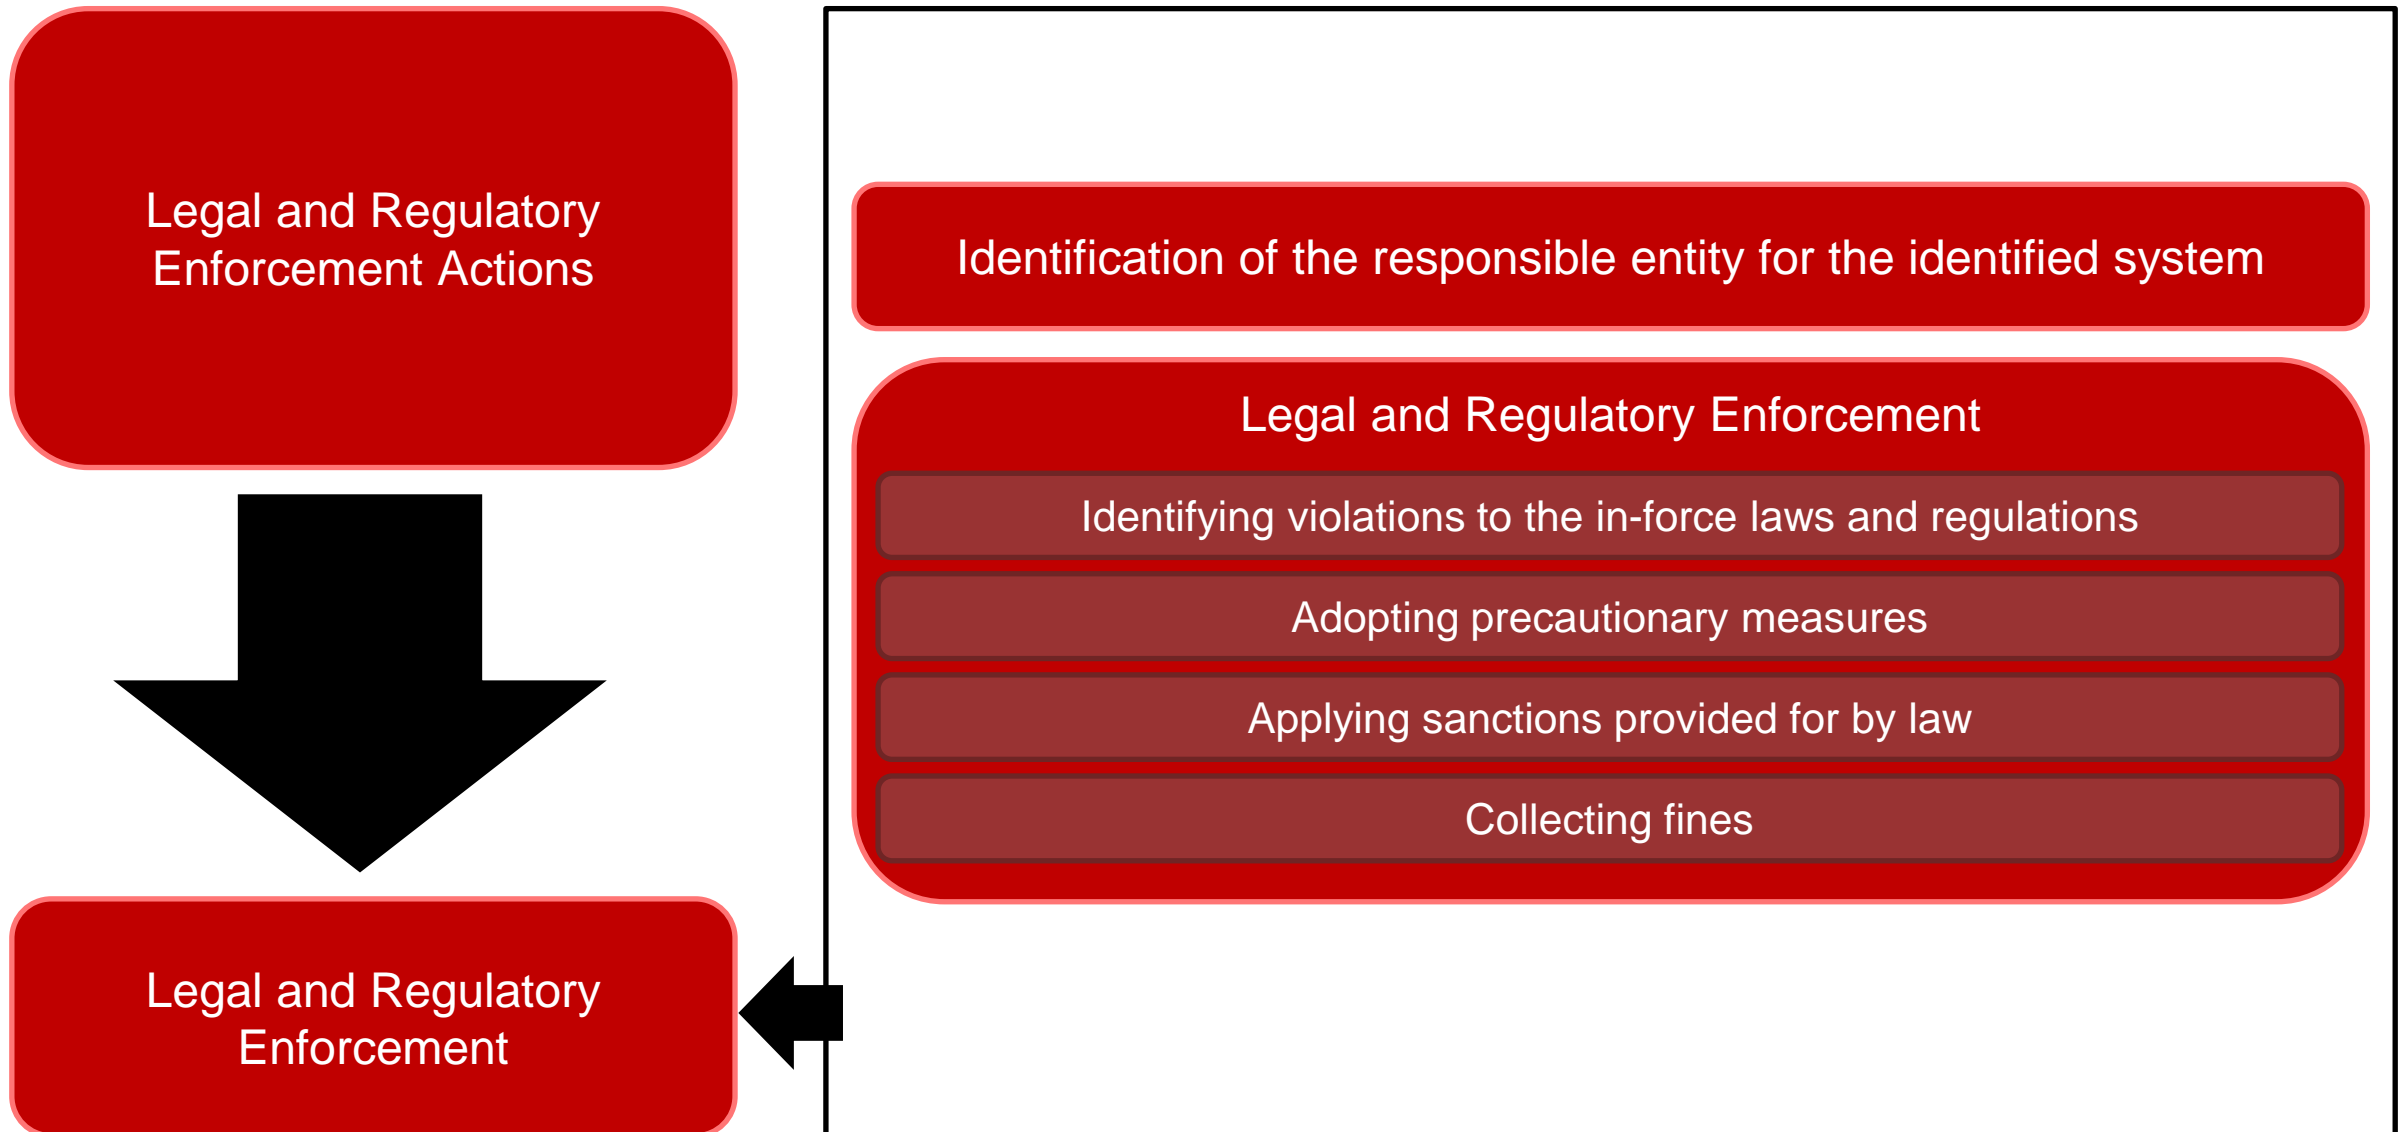 Legal and Regulatory
Enforcement Actions
Identification of the responsible entity for the identified system
Legal and Regulatory Enforcement
Identifying violations to the in-force laws and regulations
Adopting precautionary measures
Applying sanctions provided for by law
Collecting fines
Legal and Regulatory
Enforcement